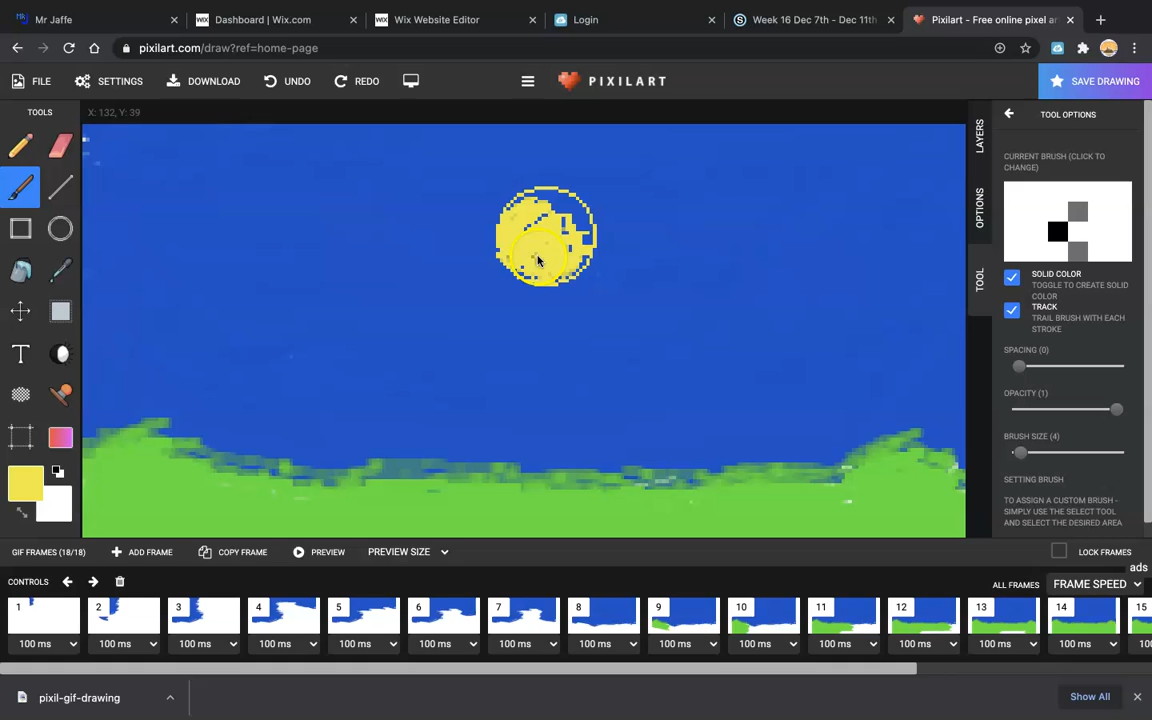 Mr Jaffe
Dashboard | Wix.com
Wix Website Editor
Login
Week 16 Dec 7th - Dec 11th
Pixilart - Free online pixel ar
pixilart.com/draw?ref=home-page
FILE
SETTINGS
DOWNLOAD
UNDO
REDO
PIXILART
SAVE DRAWING
TOOLS
X: 132, Y: 39
LAYERS
OPTIONS
TOOL
TOOL OPTIONS
CURRENT BRUSH (CLICK TO
CHANGE)
SOLID COLOR
TOGGLE TO CREATE SOLID
COLOR
TRACK
TRAIL BRUSH WITH EACH
STROKE
SPACING (0)
OPACITY (1)
BRUSH SIZE (4)
SETTING BRUSH
TO ASSIGN A CUSTOM BRUSH -
SIMPLY USE THE SELECT TOOL
AND SELECT THE DESIRED AREA
GIF FRAMES (18/18)
ADD FRAME
COPY FRAME
PREVIEW
PREVIEW SIZE
LOCK FRAMES
ads
CONTROLS
ALL FRAMES
FRAME SPEED
1 2 3 4 5 6 7 8 9 10 11 12 13 14 15
100 ms 100 ms 100 ms 100 ms 100 ms 100 ms 100 ms 100 ms 100 ms 100 ms 100 ms 100 ms 100 ms 100 ms 10
pixil-gif-drawing
Show All